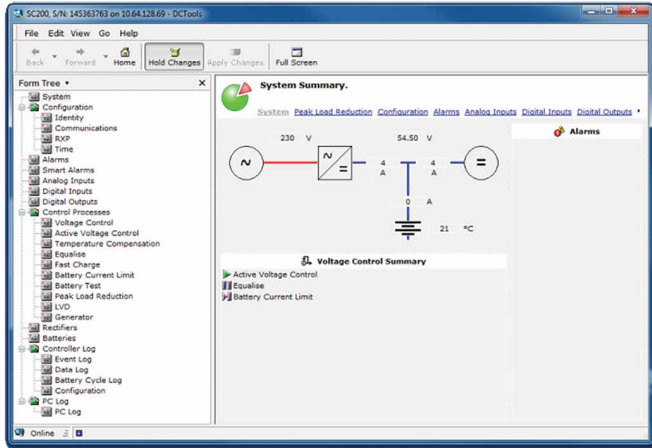 SC200, S/N: 145363763 on 10.64.128.69 - DCTools
File Edit View Go Help
Back Forward Home Hold Changes Apply Changes Full Screen
Form Tree
System
Configuration
Identity
Communications
RXP
Time
Alarms
Smart Alarms
Analog Inputs
Digital Inputs
Digital Outputs
Control Processes
Voltage Control
Active Voltage Control
Temperature Compensation
Equalise
Fast Charge
Battery Current Limit
Battery Test
Peak Load Reduction
LVD
Generator
Rectifiers
Batteries
Controller Log
Event Log
Data Log
Battery Cycle Log
Configuration
PC Log
PC Log
System Summary.
System Peak Load Reduction Configuration Alarms Analog Inputs Digital Inputs Digital Outputs
230 V 54.50 V
4 A
4 A
0 A
21 °C
Voltage Control Summary
Active Voltage Control
Equalise
Battery Current Limit
Alarms
Online